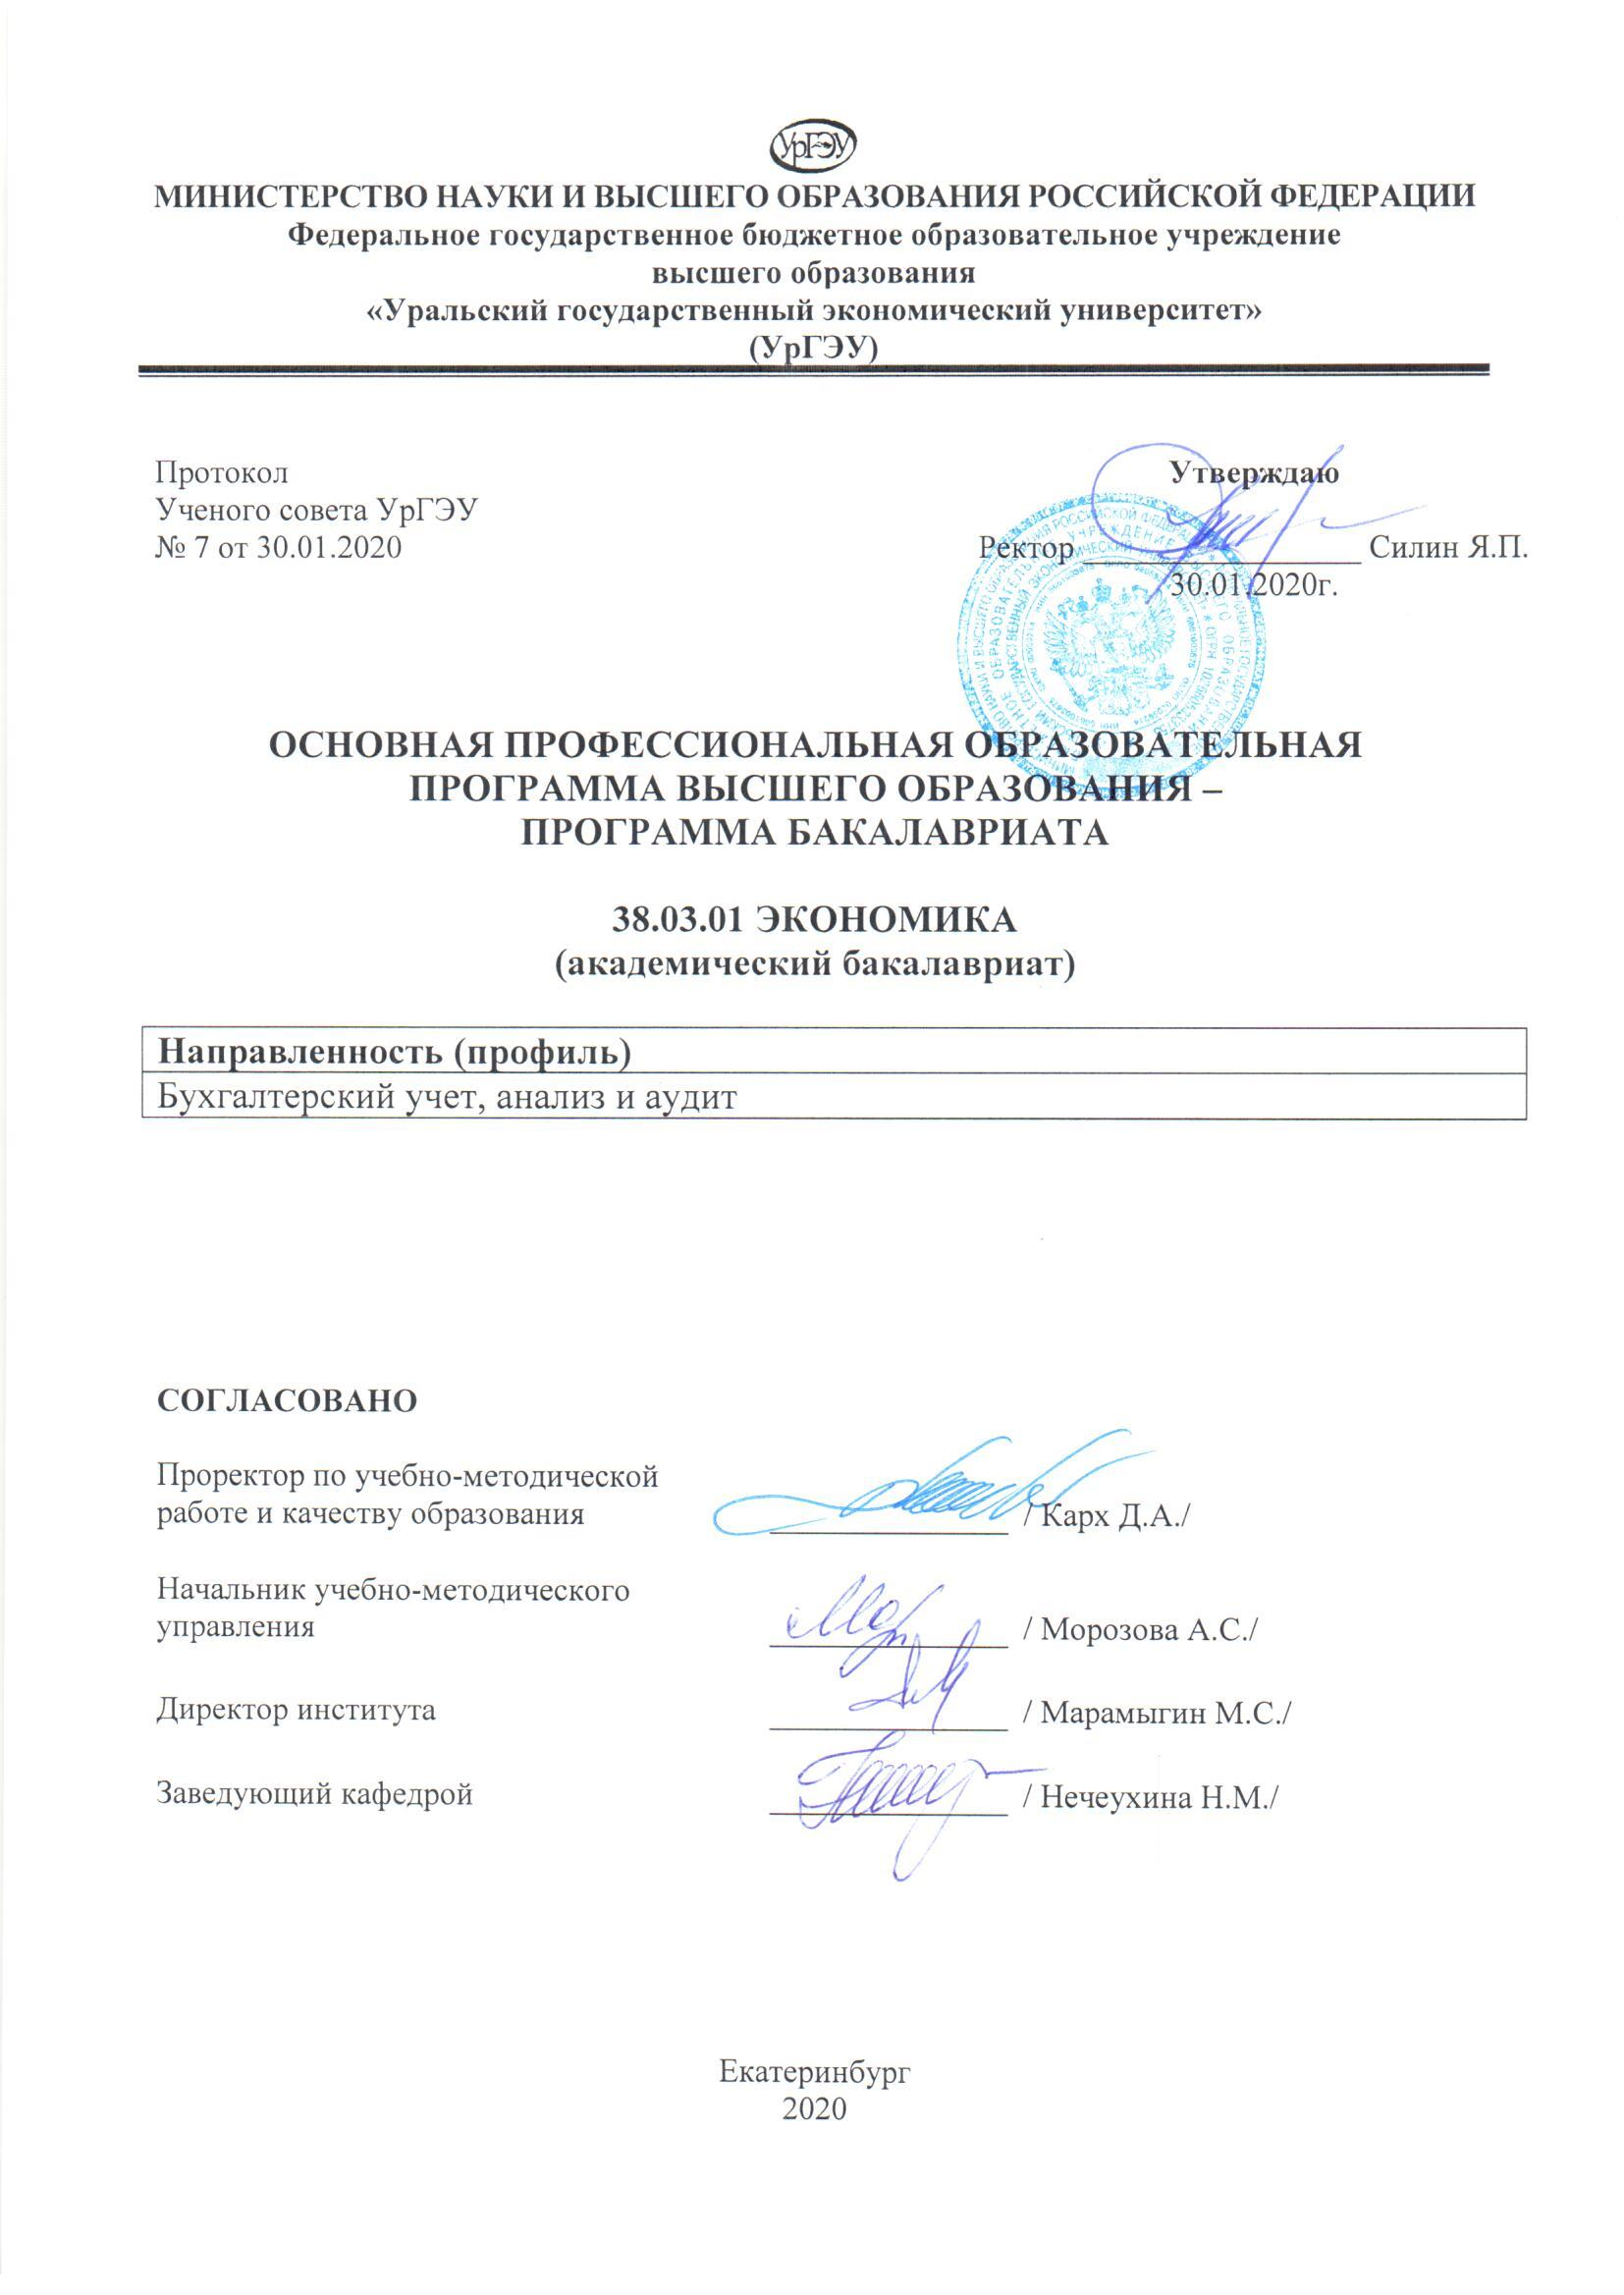 УрГЭУ
МИНИСТЕРСТВО НАУКИ И ВЫСШЕГО ОБРАЗОВАНИЯ РОССИЙСКОЙ ФЕДЕРАЦИИ
Федеральное государственное бюджетное образовательное учреждение
высшего образования
«Уральский государственный экономический университет»
(УрГЭУ)
Протокол
Ученого совета УрГЭУ
№ 7 от 30.01.2020
Утверждаю
Ректор Силин Я.П.
30.01.2020г.
ОСНОВНАЯ ПРОФЕССИОНАЛЬНАЯ ОБРАЗОВАТЕЛЬНАЯ
ПРОГРАММА ВЫСШЕГО ОБРАЗОВАНИЯ –
ПРОГРАММА БАКАЛАВРИАТА
38.03.01 ЭКОНОМИКА
(академический бакалавриат)
Направленность (профиль)
Бухгалтерский учет, анализ и аудит
СОГЛАСОВАНО
Проректор по учебно-методической
работе и качеству образования / Карх Д.А./
Начальник учебно-методического
управления / Морозова А.С./
Директор института / Марамыгин М.С./
Заведующий кафедрой / Нечеухина Н.М./
Екатеринбург
2020